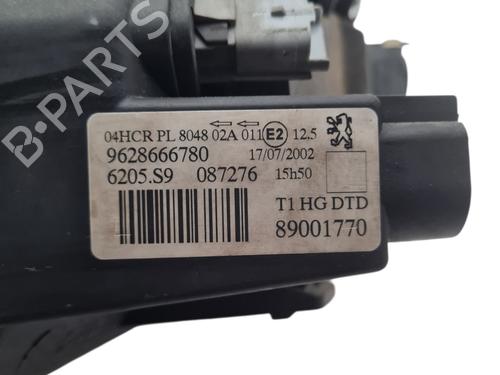 B-PARTS
04HCR PL 8048 02A 011 E2 12.5
9628666780 17/07/2002
6205.S9 087276 15h50
T1 HG DTD
89001770